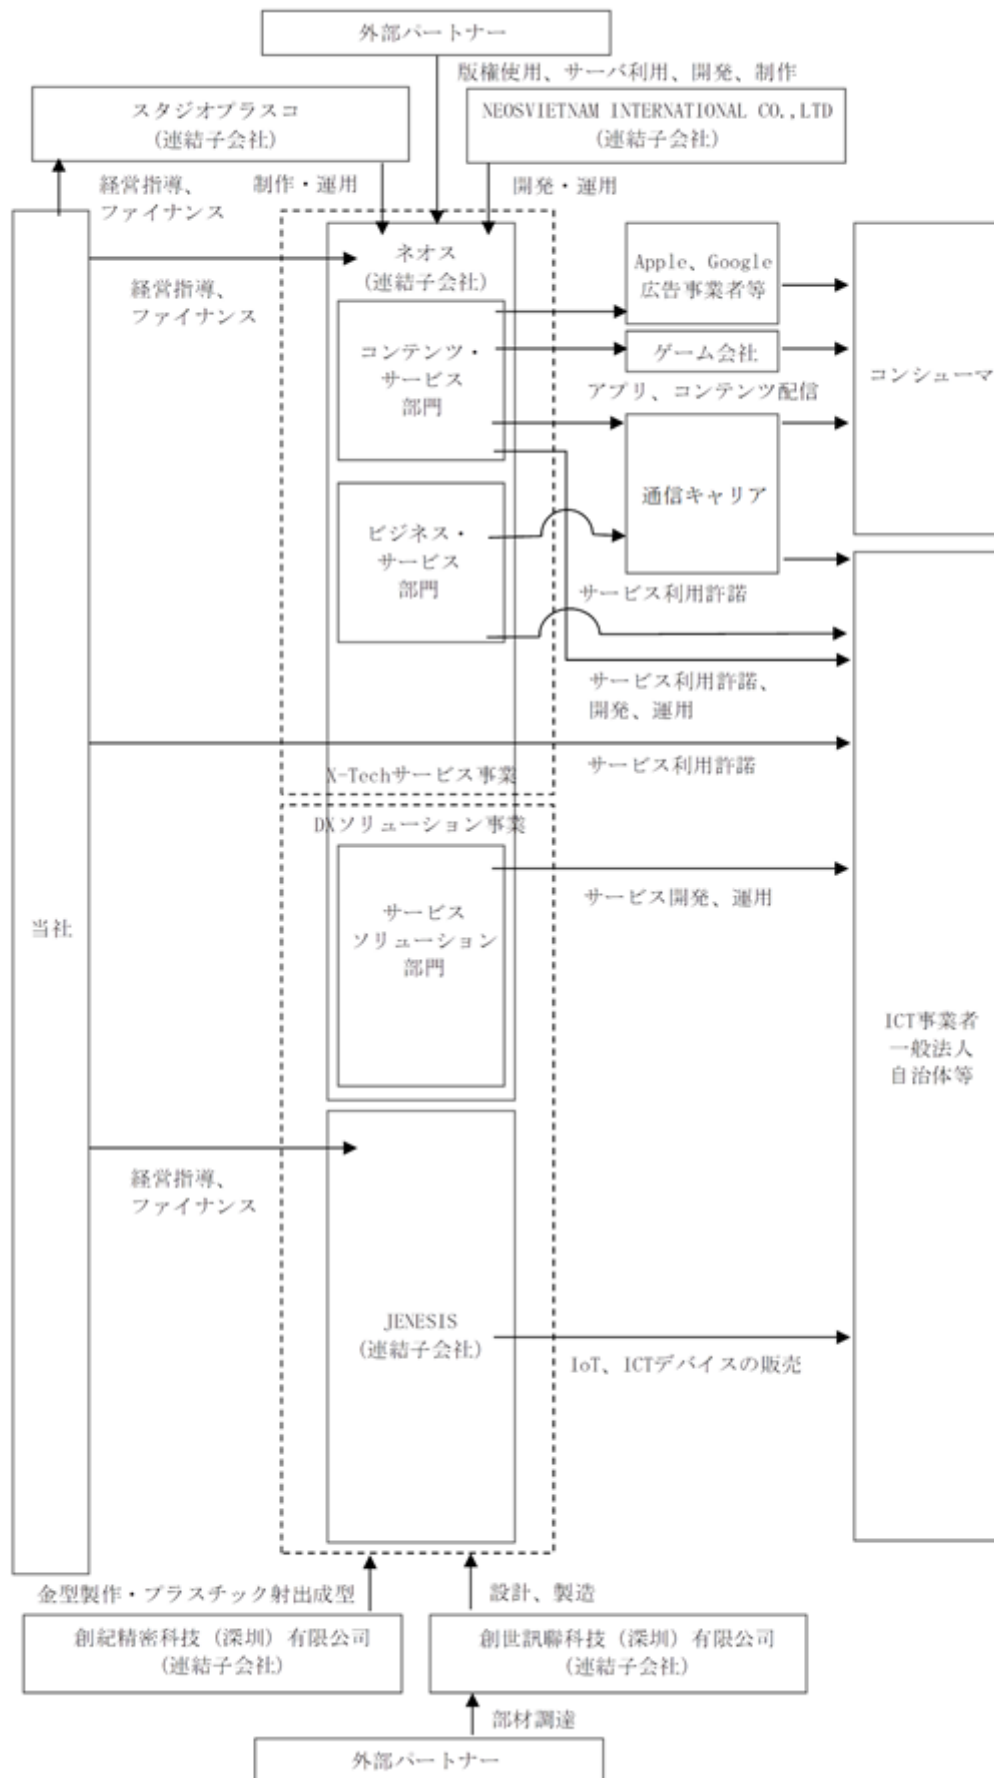 外部パートナー
版権使用、サーバ利用、開発、制作
スタジオプラスコ
(連結子会社)
NEOSVIETNAM INTERNATIONAL CO.,LTD
(連結子会社)
経営指導、
ファイナンス
制作・運用
開発・運用
ネオス
(連結子会社)
経営指導、
ファイナンス
Apple、Google
広告事業者等
コンテンツ・
サービス
部門
ゲーム会社
コンシューマ
アプリ、コンテンツ配信
通信キャリア
ビジネス・
サービス
部門
サービス利用許諾
サービス利用許諾、
開発、運用
サービス利用許諾
X-Techサービス事業
DXソリューション事業
サービス開発、運用
当社
サービス
ソリューション
部門
ICT事業者
一般法人
自治体等
経営指導、
ファイナンス
JENESIS
(連結子会社)
IoT、ICTデバイスの販売
金型製作・プラスチック射出成型
設計、製造
創紀精密科技（深圳）有限公司
(連結子会社)
創世訊聯科技（深圳）有限公司
(連結子会社)
部材調達
外部パートナー